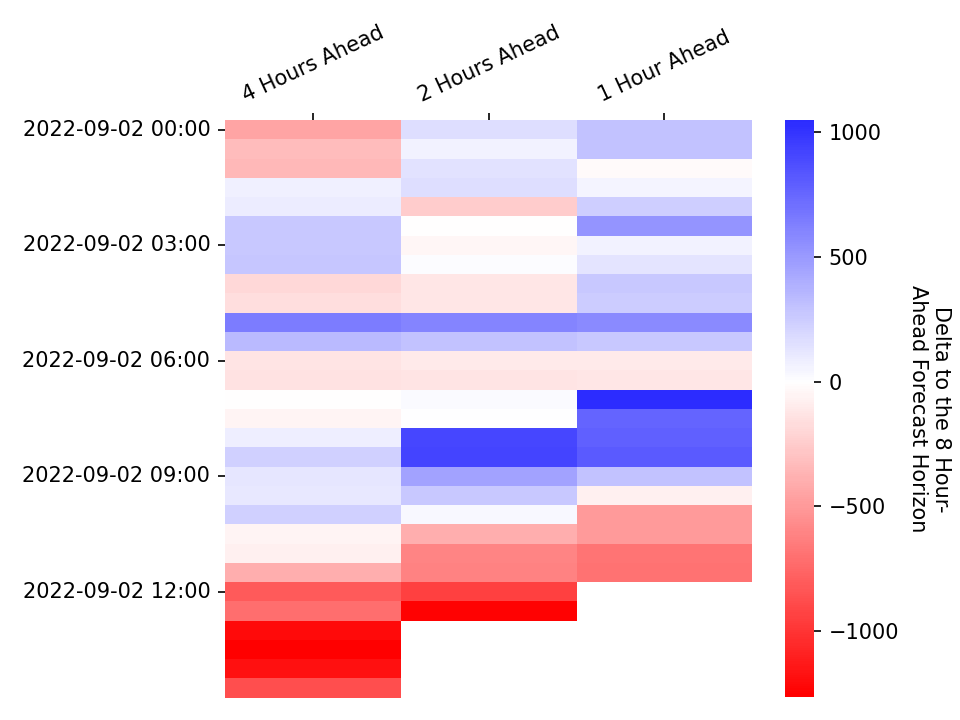 4 Hours Ahead
2 Hours Ahead
1 Hour Ahead
2022-09-02 00:00
2022-09-02 03:00
2022-09-02 06:00
2022-09-02 09:00
2022-09-02 12:00
1000
500
0
−500
−1000
Delta to the 8 Hour-
Ahead Forecast Horizon